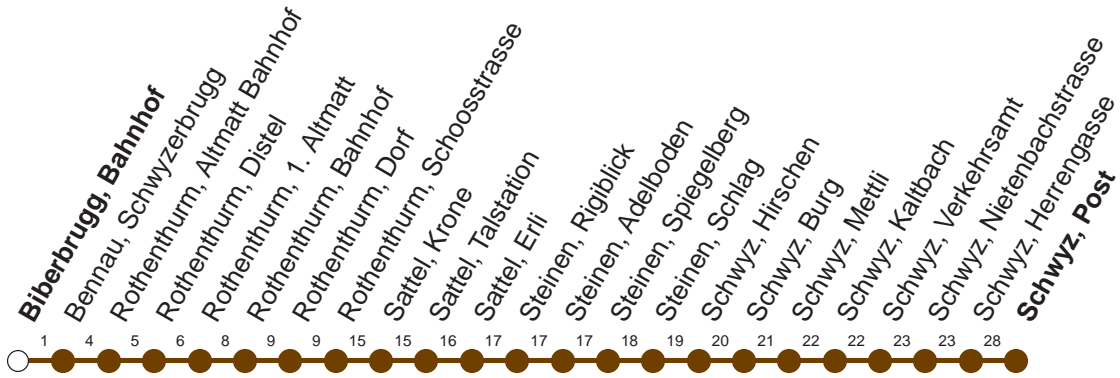 Biberbrugg, Bahnhof
Bennau, Schwyzerbrugg
Rothenthurm, Altmatt Bahnhof
Rothenthurm, Distel
Rothenthurm, 1. Altmatt
Rothenthurm, Bahnhof
Rothenthurm, Dorf
Rothenthurm, Schoosstrasse
Sattel, Krone
Sattel, Talstation
Sattel, Erli
Steinen, Rigiblick
Steinen, Adelboden
Steinen, Spiegelberg
Steinen, Schlag
Schwyz, Hirschen
Schwyz, Burg
Schwyz, Mettli
Schwyz, Kaltbach
Schwyz, Verkehrsamt
Schwyz, Nietenbachstrasse
Schwyz, Herrengasse
Schwyz, Post
1 4 5 6 8 9 9 15 15 16 17 17 17 18 19 20 21 22 22 23 23 28